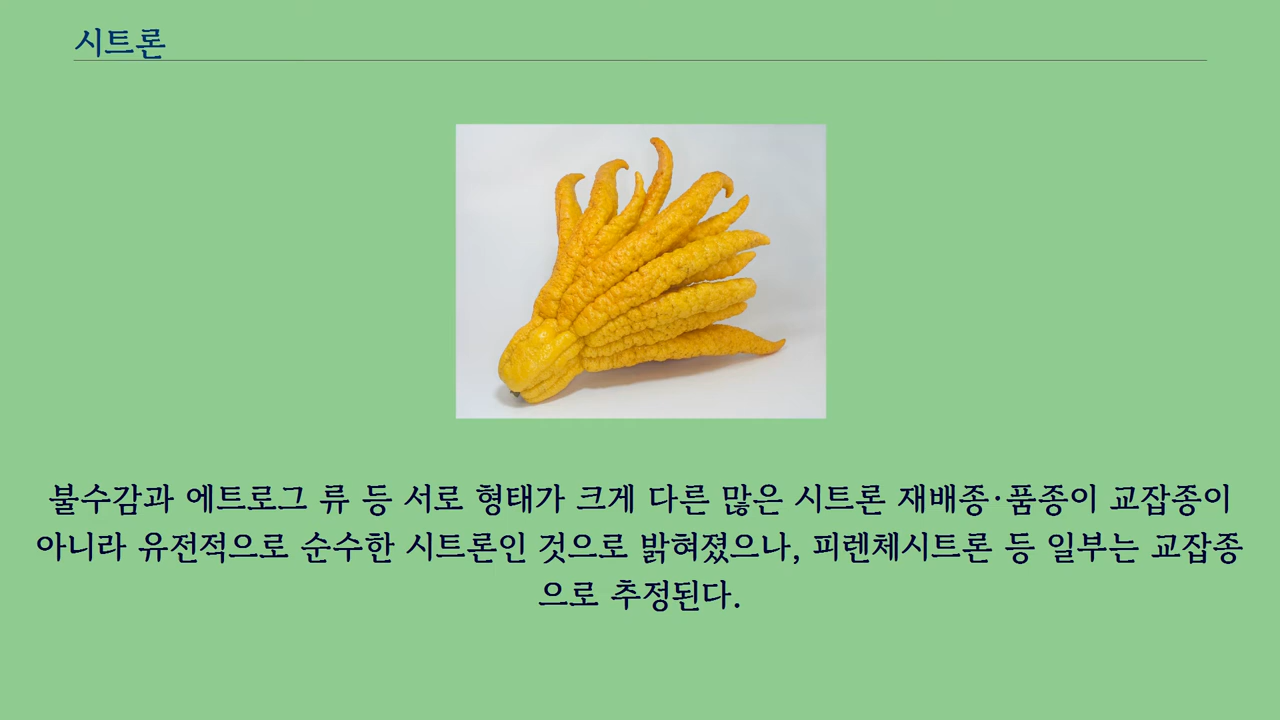 시트론
불수감과 에트로그 류 등 서로 형태가 크게 다른 많은 시트론 재배종·품종이 교잡종이
아니라 유전적으로 순수한 시트론인 것으로 밝혀졌으나, 피렌체시트론 등 일부는 교잡종
으로 추정된다.